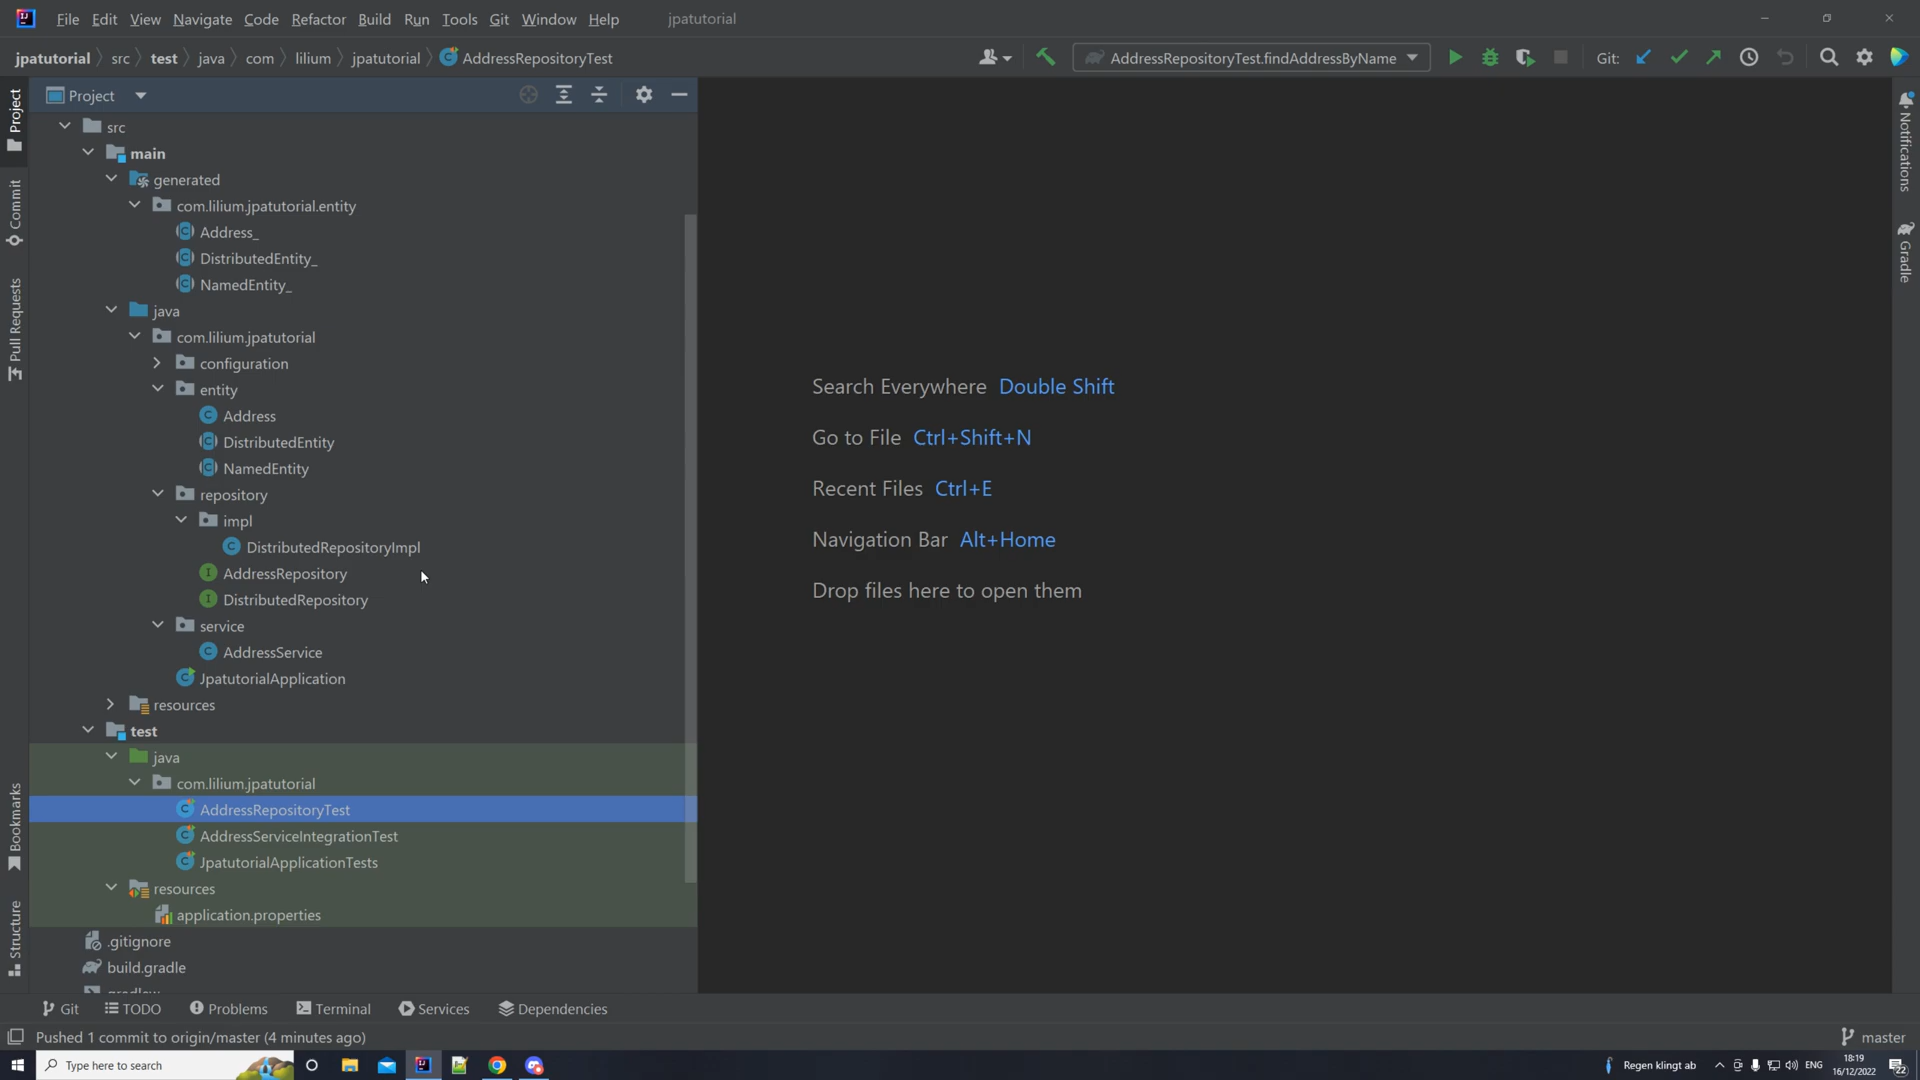 File Edit View Navigate Code Refactor Build Run Tools Git Window Help jpatutorial
jpatutorial src test java com lilium jpatutorial AddressRepositoryTest
AddressRepositoryTest.findAddressByName
Git:
Project
Project
Commit
Pull Requests
Bookmarks
Structure
src
main
generated
com.lilium.jpatutorial.entity
Address_
DistributedEntity_
NamedEntity_
java
com.lilium.jpatutorial
configuration
entity
Address
DistributedEntity
NamedEntity
repository
impl
DistributedRepositoryImpl
AddressRepository
DistributedRepository
service
AddressService
JpatutorialApplication
resources
test
java
com.lilium.jpatutorial
AddressRepositoryTest
AddressServiceIntegrationTest
JpatutorialApplicationTests
resources
application.properties
.gitignore
build.gradle
Search Everywhere Double Shift
Go to File Ctrl+Shift+N
Recent Files Ctrl+E
Navigation Bar Alt+Home
Drop files here to open them
Notifications
Gradle
Git TODO Problems Terminal Services Dependencies
Pushed 1 commit to origin/master (4 minutes ago)
master
Type here to search
Regen klingt ab
ENG
18:19
16/12/2022
22